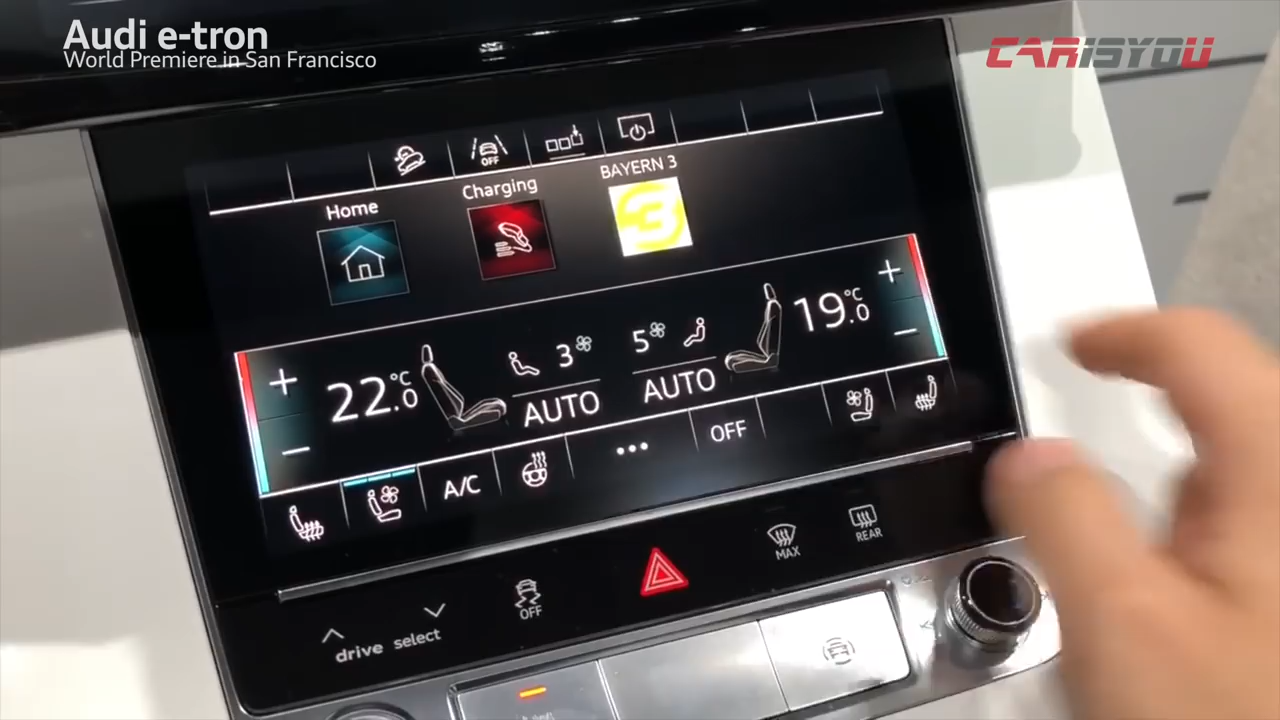 Audi e-tron
World Premiere in San Francisco
CARISYOU
OFF
BAYERN 3
Charging
Home
3
22.0°C
3
5
19.0°C
AUTO
AUTO
A/C
OFF
MAX
REAR
OFF
drive select